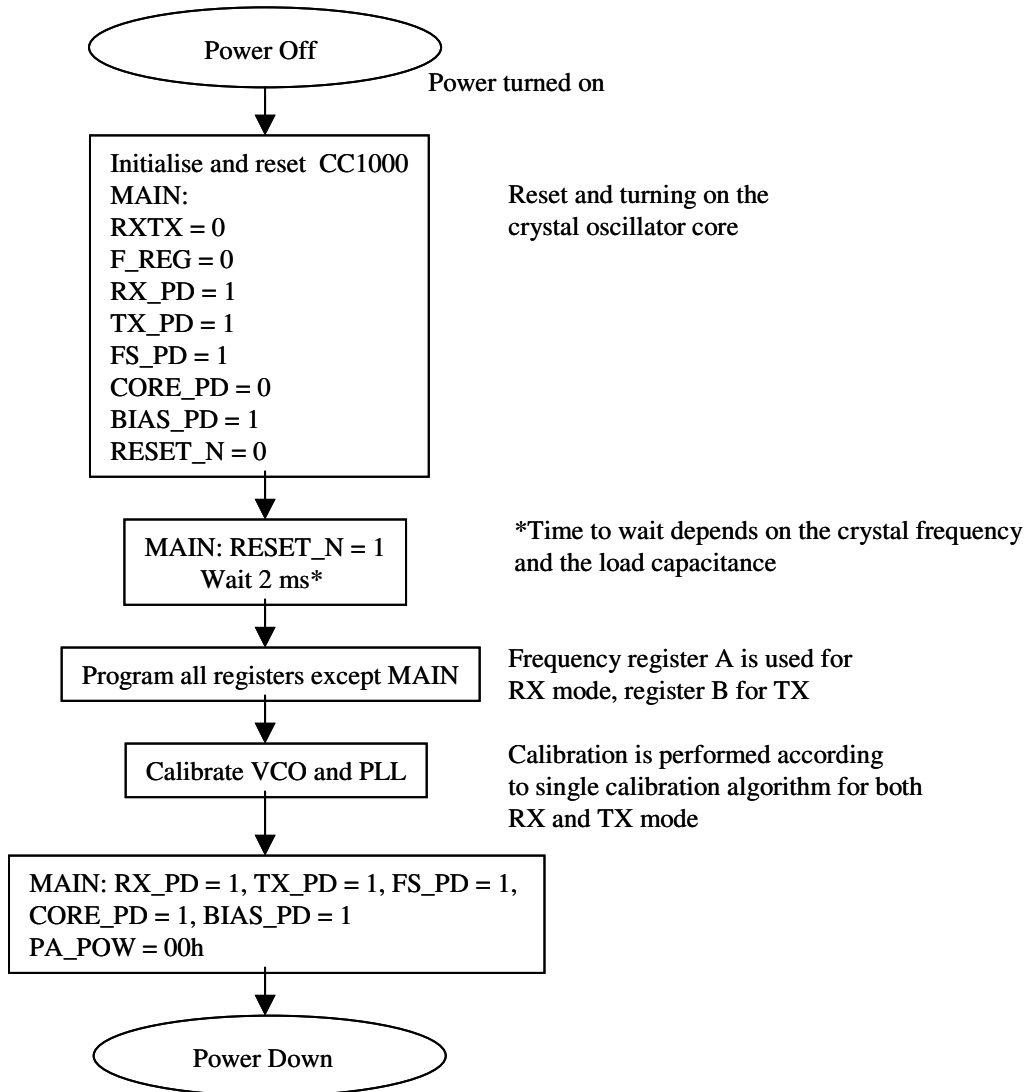 Power Off
Power turned on
Initialise and reset CC1000
MAIN:
RXTX = 0
F_REG = 0
RX_PD = 1
TX_PD = 1
FS_PD = 1
CORE_PD = 0
BIAS_PD = 1
RESET_N = 0
Reset and turning on the
crystal oscillator core
MAIN: RESET_N = 1
Wait 2 ms*
*Time to wait depends on the crystal frequency
and the load capacitance
Program all registers except MAIN
Frequency register A is used for
RX mode, register B for TX
Calibrate VCO and PLL
Calibration is performed according
to single calibration algorithm for both
RX and TX mode
MAIN: RX_PD = 1, TX_PD = 1, FS_PD = 1,
CORE_PD = 1, BIAS_PD = 1
PA_POW = 00h
Power Down